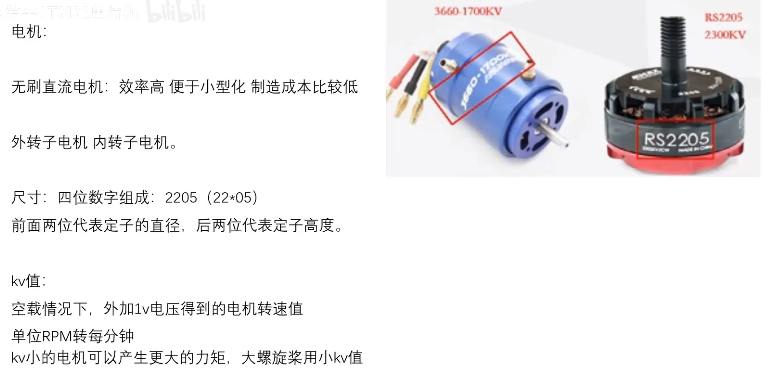 bilibili
电机：
无刷直流电机：效率高 便于小型化 制造成本比较低
外转子电机 内转子电机。
尺寸：四位数字组成：2205（22*05）
前面两位代表定子的直径，后两位代表定子高度。
kv值：
空载情况下，外加1v电压得到的电机转速值
单位RPM转每分钟
kv小的电机可以产生更大的力矩，大螺旋桨用小kv值
3660-1700KV
3660-1700KV
RS2205
2300KV
RS2205